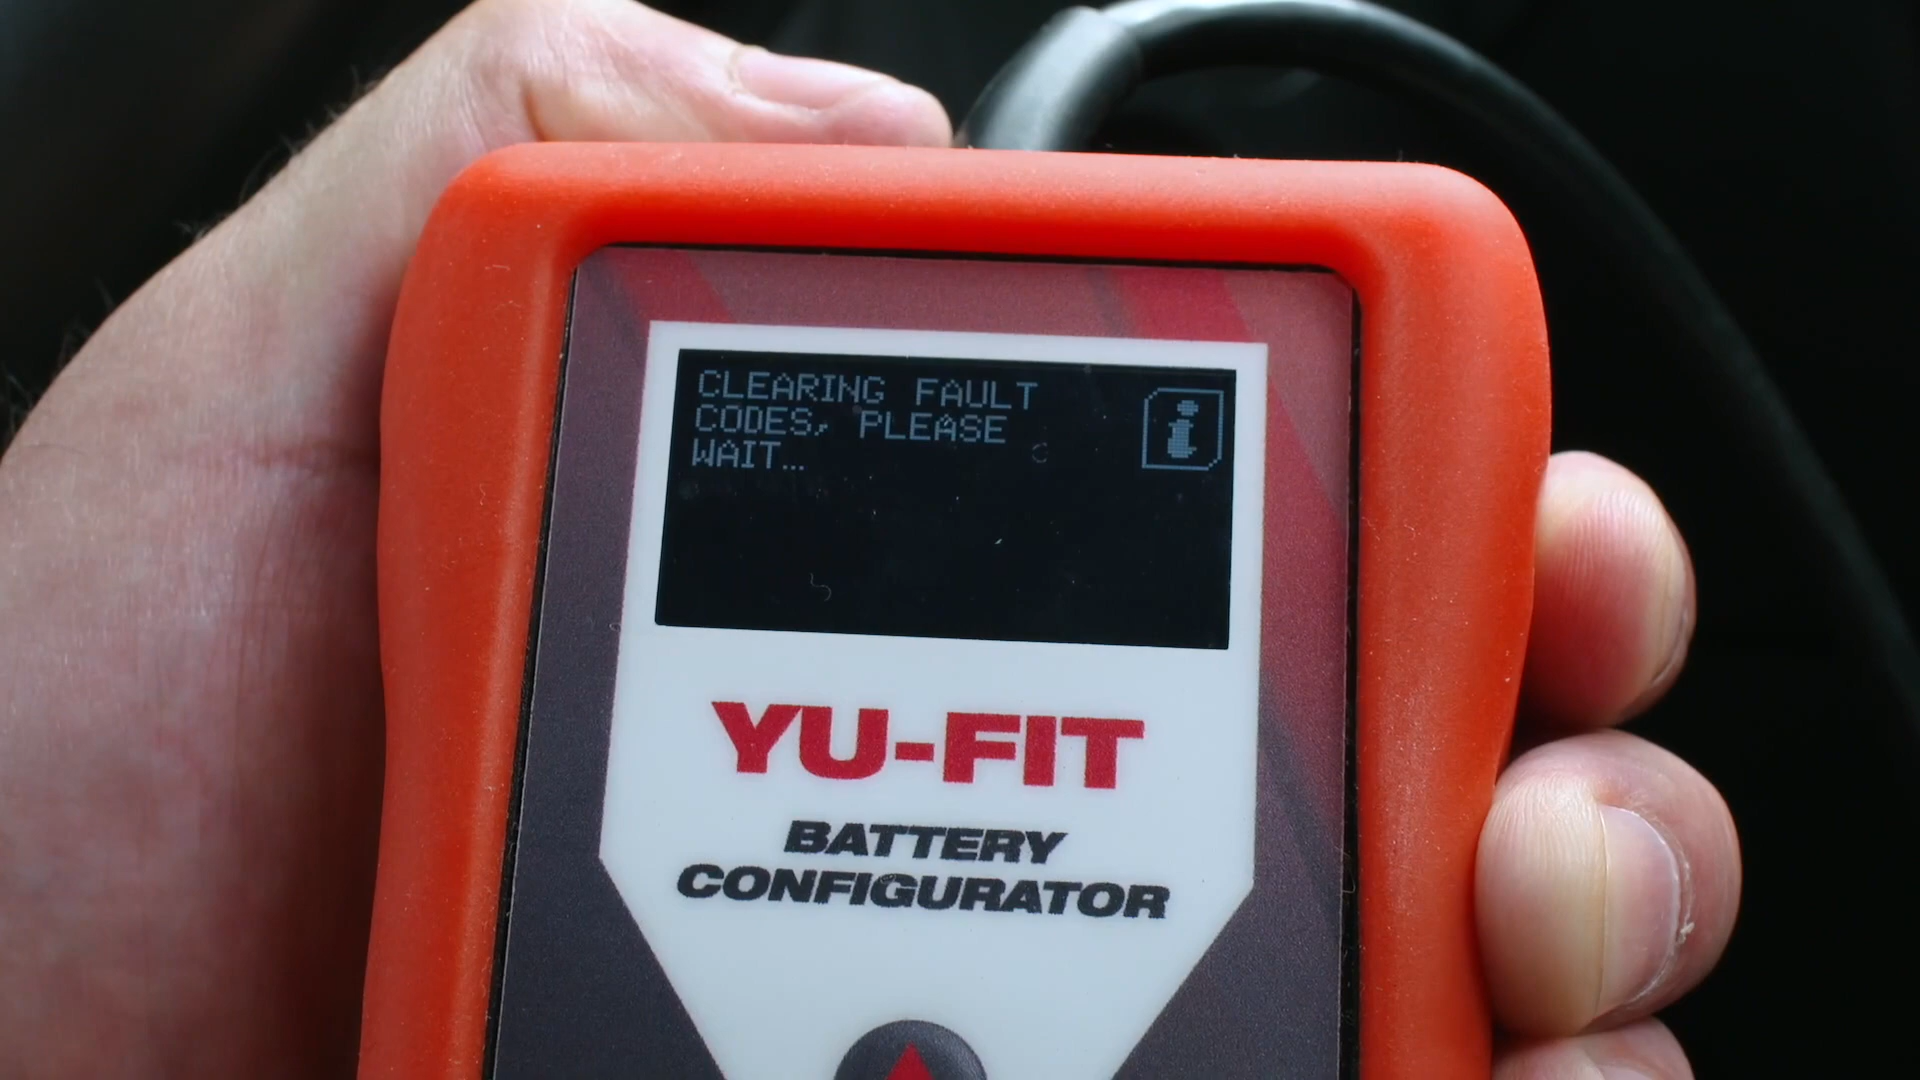 CLEARING FAULT
CODES, PLEASE
WAIT...
i
YU-FIT
BATTERY
CONFIGURATOR